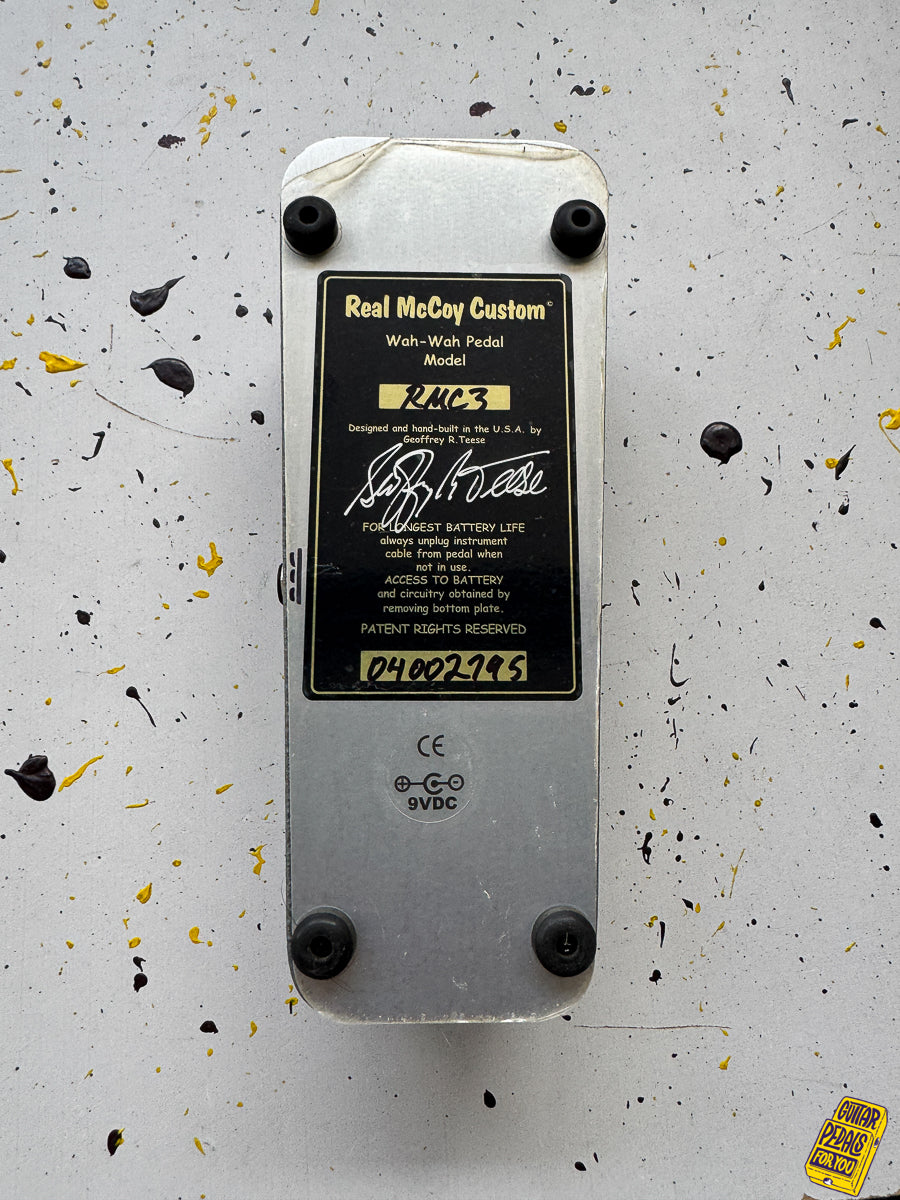 Real McCoy Custom©
Wah-Wah Pedal
Model
RMC3
Designed and hand-built in the U.S.A. by
Geoffrey R.Teese
Geoffrey R Teese
FOR LONGEST BATTERY LIFE
always unplug instrument
cable from pedal when
not in use.
ACCESS TO BATTERY
and circuitry obtained by
removing bottom plate.
PATENT RIGHTS RESERVED
04002795
CE
9VDC
GUITAR
PEDALS
FOR YOU